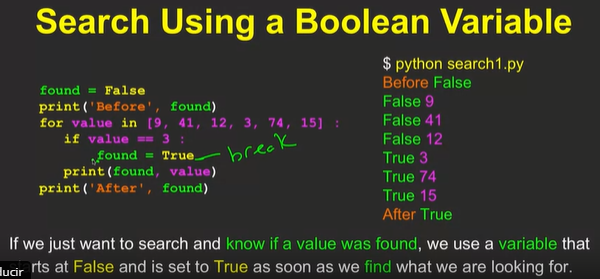 Search Using a Boolean Variable
found = False
print('Before', found)
for value in [9, 41, 12, 3, 74, 15] :
if value == 3 :
found = True break
print(found, value)
print('After', found)
$ python search1.py
Before False
False 9
False 41
False 12
True 3
True 74
True 15
After True
If we just want to search and know if a value was found, we use a variable that
starts at False and is set to True as soon as we find what we are looking for.
lucir